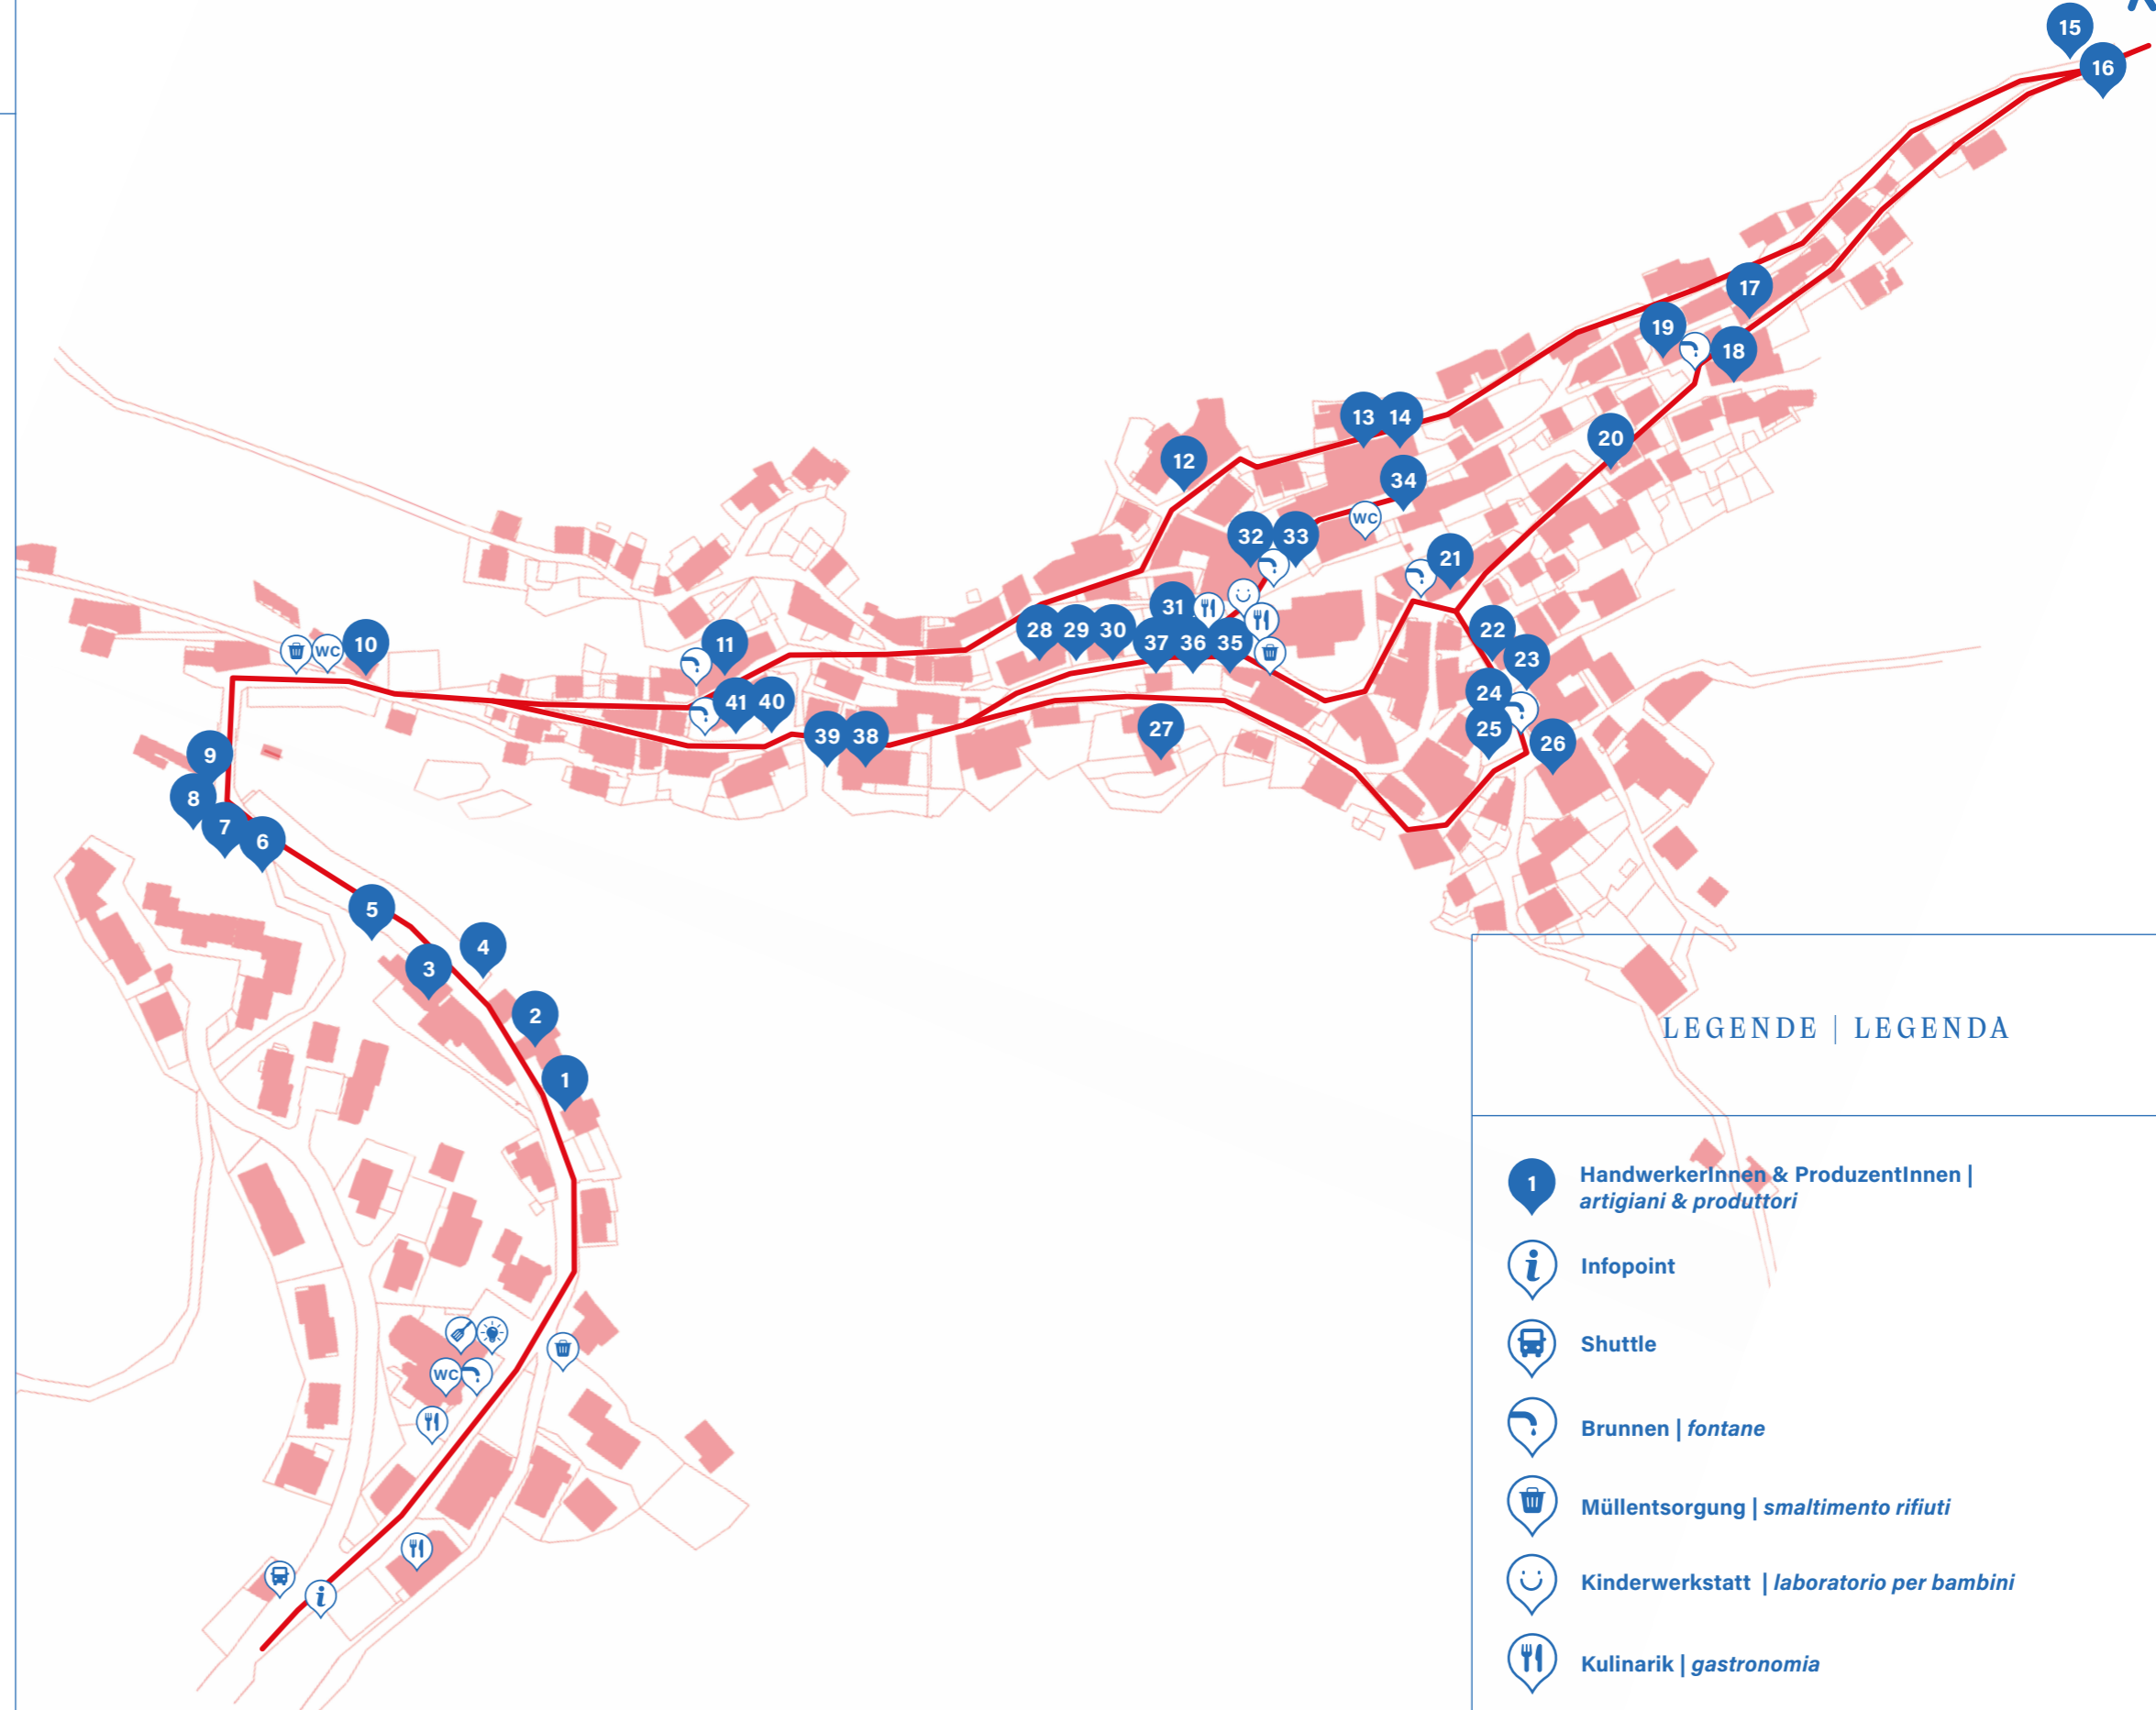 15
16
17
19
18
13 14
20
12
34
WC
32 33
21
31
28 29 30
37 36 35
22
23
WC 10
11
24
41 40
25
26
27
39 38
9
8
7
6
5
4
3
2
1
WC
LEGENDE | LEGENDA
1 HandwerkerInnen & ProduzentInnen |
artigiani & produttori
i Infopoint
Shuttle
Brunnen | fontane
Müllentsorgung | smaltimento rifiuti
Kinderwerkstatt | laboratorio per bambini
Kulinarik | gastronomia
i